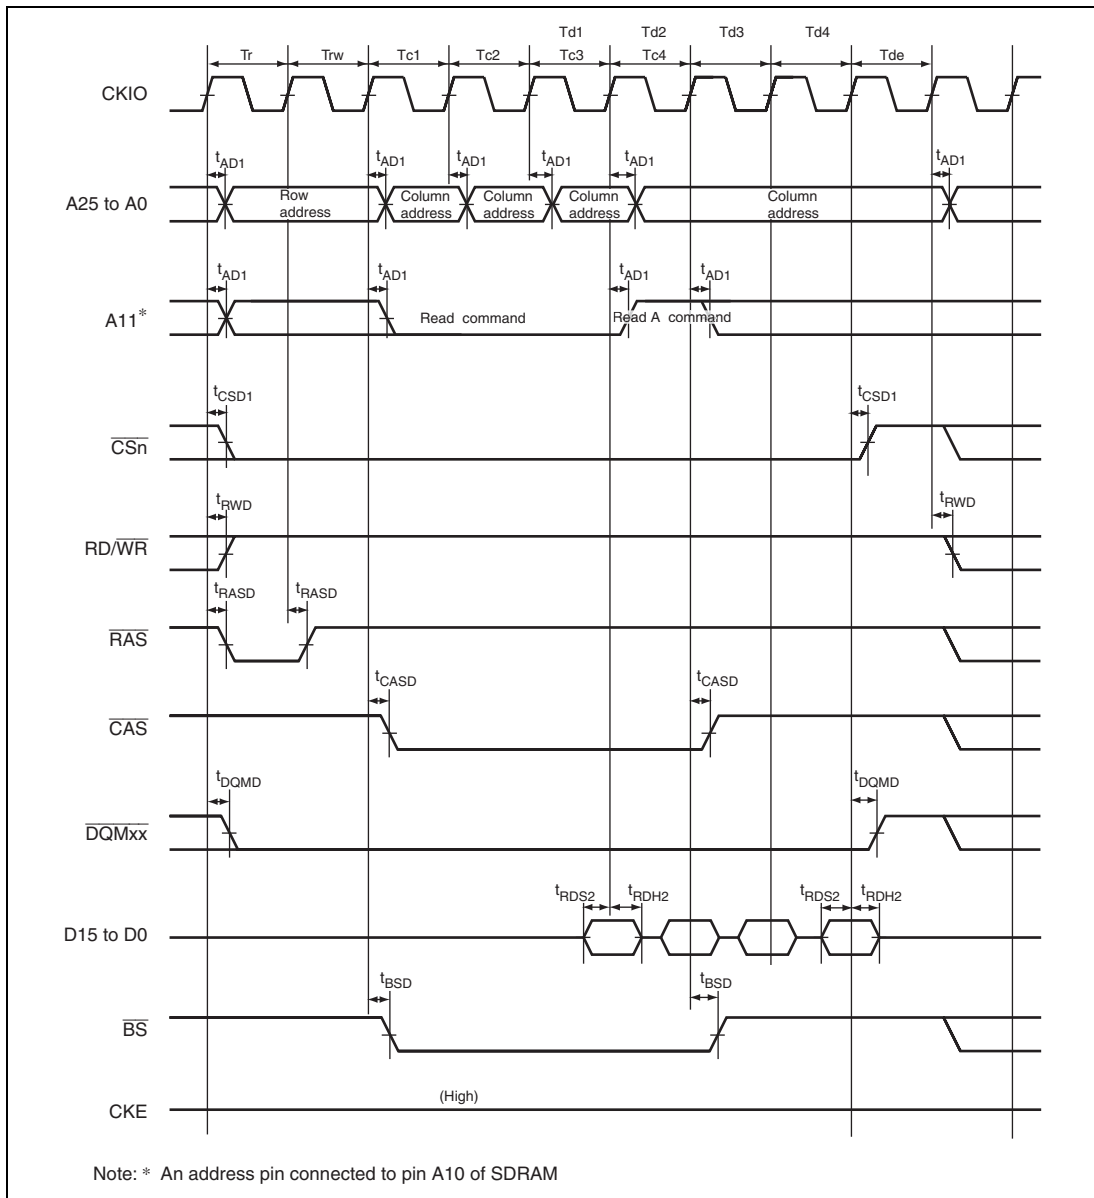 Td1 Td2 Td3 Td4
Tr Trw Tc1 Tc2 Tc3 Tc4 Tde
CKIO
tAD1 tAD1 tAD1 tAD1 tAD1 tAD1
A25 to A0
Row address
Column address
Column address
Column address
Column address
tAD1 tAD1 tAD1 tAD1
A11*
Read command
Read A command
tCSD1 tCSD1
CSn
tRWD tRWD
RD/WR
tRASD tRASD
RAS
tCASD tCASD
CAS
tDQMD tDQMD
DQMxx
tRDS2 tRDH2 tRDS2 tRDH2
D15 to D0
tBSD tBSD
BS
(High)
CKE
Note: * An address pin connected to pin A10 of SDRAM